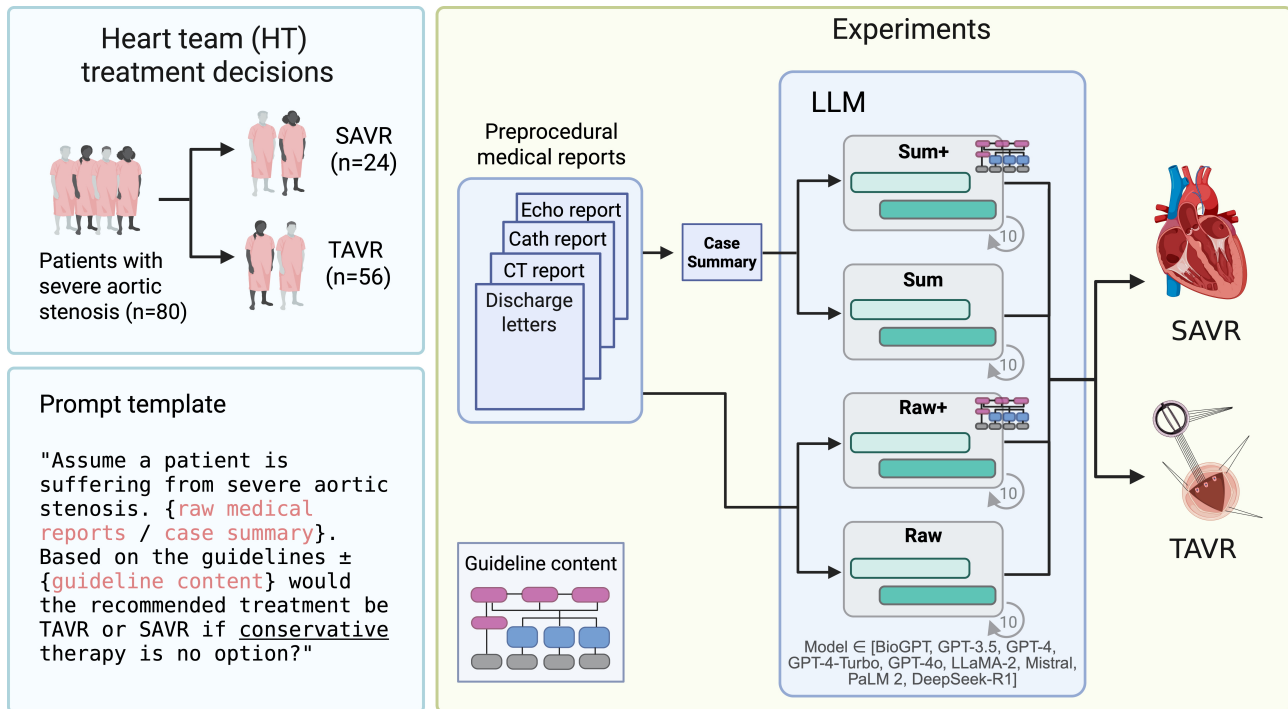 Heart team (HT)
treatment decisions
SAVR
(n=24)
TAVR
(n=56)
Patients with
severe aortic
stenosis (n=80)
Prompt template
"Assume a patient is
suffering from severe aortic
stenosis. {raw medical
reports / case summary}.
Based on the guidelines ±
{guideline content} would
the recommended treatment be
TAVR or SAVR if conservative
therapy is no option?"
Experiments
Preprocedural
medical reports
Echo report
Cath report
CT report
Discharge
letters
Case
Summary
Guideline content
LLM
Sum+
10
Sum
10
Raw+
10
Raw
10
Model ∈ [BioGPT, GPT-3.5, GPT-4,
GPT-4-Turbo, GPT-4o, LLaMA-2, Mistral,
PaLM 2, DeepSeek-R1]
SAVR
TAVR